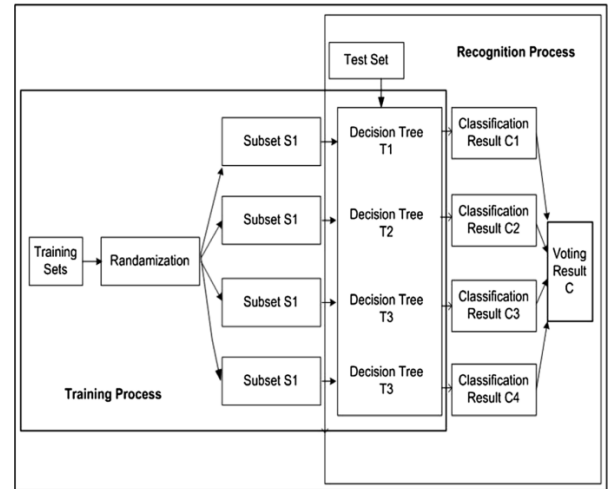 Recognition Process
Test Set
Subset S1
Decision Tree
T1
Classification
Result C1
Subset S1
Decision Tree
T2
Classification
Result C2
Training
Sets
Randamization
Voting
Result
C
Subset S1
Decision Tree
T3
Classification
Result C3
Subset S1
Decision Tree
T3
Classification
Result C4
Training Process